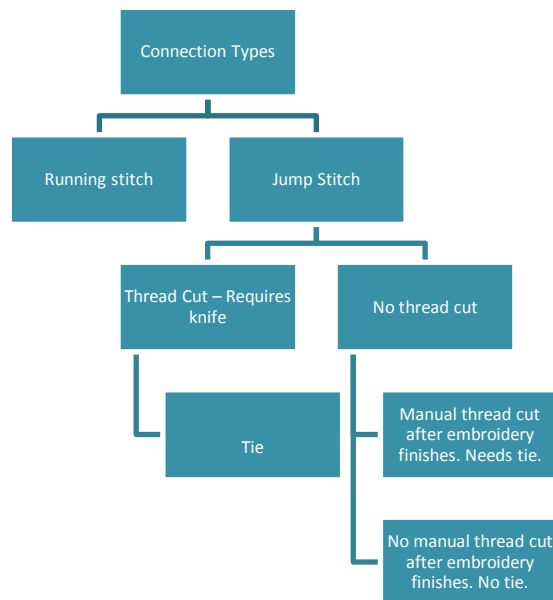 Connection Types
Running stitch
Jump Stitch
Thread Cut – Requires
knife
No thread cut
Tie
Manual thread cut
after embroidery
finishes. Needs tie.
No manual thread cut
after embroidery
finishes. No tie.